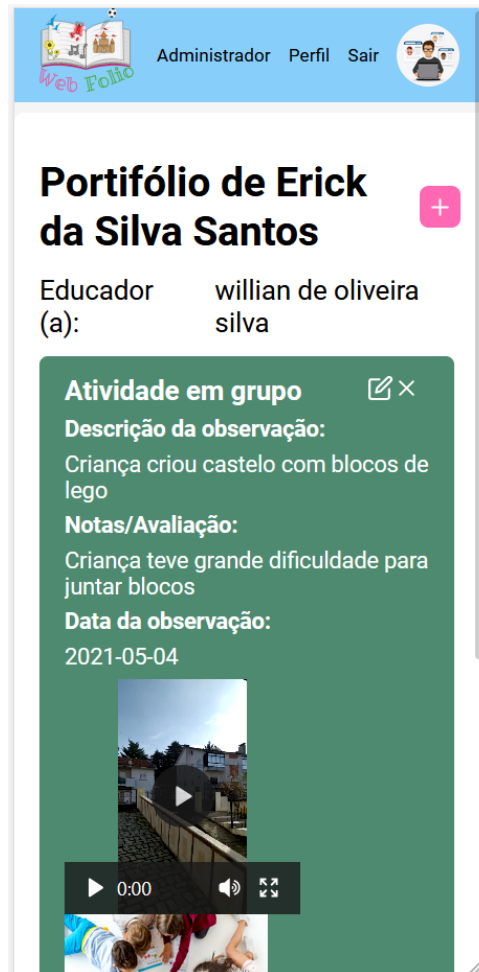 Web Folio
Administrador Perfil Sair
Portifólio de Erick
da Silva Santos
+
Educador
(a):
willian de oliveira
silva
Atividade em grupo
Descrição da observação:
Criança criou castelo com blocos de
lego
Notas/Avaliação:
Criança teve grande dificuldade para
juntar blocos
Data da observação:
2021-05-04
0:00